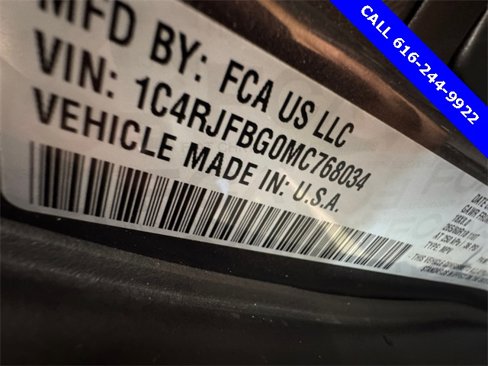 CALL 616-244-9922
MFD BY: FCA US LLC
VIN: 1C4RJFBG0MC768034
VEHICLE MADE IN: U.S.A.